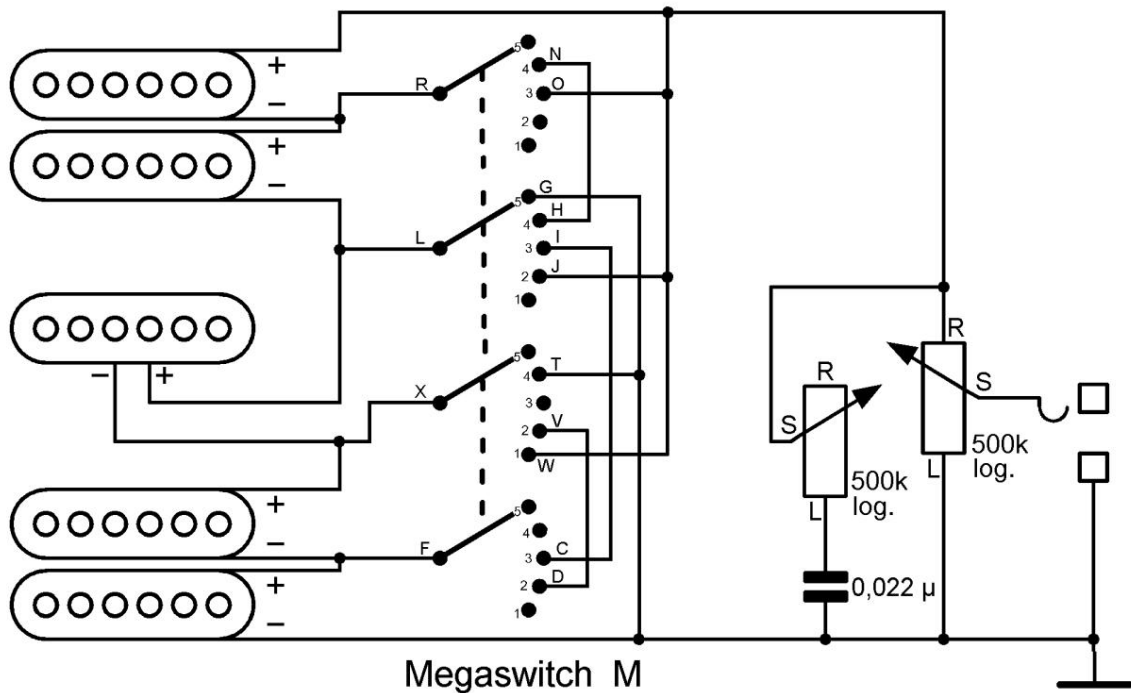 +
−
+
−
R
5
4
3
2
1
N
O
L
5
4
3
2
1
G
H
I
J
− +
X
5
4
3
2
1
T
V
W
+
−
+
−
F
5
4
3
2
1
C
D
R
S
L
500k
log.
R
S
L
500k
log.
0,022 µ
Megaswitch M